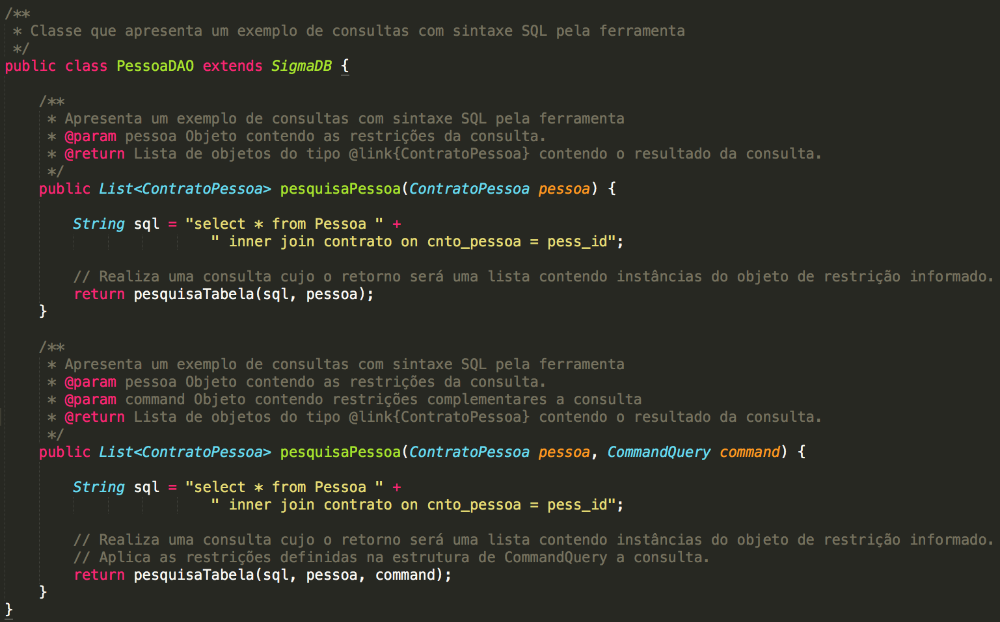 /**
 * Classe que apresenta um exemplo de consultas com sintaxe SQL pela ferramenta
 */
public class PessoaDAO extends SigmaDB {
    /**
     * Apresenta um exemplo de consultas com sintaxe SQL pela ferramenta
     * @param pessoa Objeto contendo as restrições da consulta.
     * @return Lista de objetos do tipo @link{ContratoPessoa} contendo o resultado da consulta.
     */
    public List<ContratoPessoa> pesquisaPessoa(ContratoPessoa pessoa) {
        String sql = "select * from Pessoa " +
                        " inner join contrato on cnto_pessoa = pess_id";
        // Realiza uma consulta cujo o retorno será uma lista contendo instâncias do objeto de restrição informado.
        return pesquisaTabela(sql, pessoa);
    }
    /**
     * Apresenta um exemplo de consultas com sintaxe SQL pela ferramenta
     * @param pessoa Objeto contendo as restrições da consulta.
     * @param command Objeto contendo restrições complementares a consulta
     * @return Lista de objetos do tipo @link{ContratoPessoa} contendo o resultado da consulta.
     */
    public List<ContratoPessoa> pesquisaPessoa(ContratoPessoa pessoa, CommandQuery command) {
        String sql = "select * from Pessoa " +
                        " inner join contrato on cnto_pessoa = pess_id";
        // Realiza uma consulta cujo o retorno será uma lista contendo instâncias do objeto de restrição informado.
        // Aplica as restrições definidas na estrutura de CommandQuery a consulta.
        return pesquisaTabela(sql, pessoa, command);
    }
}